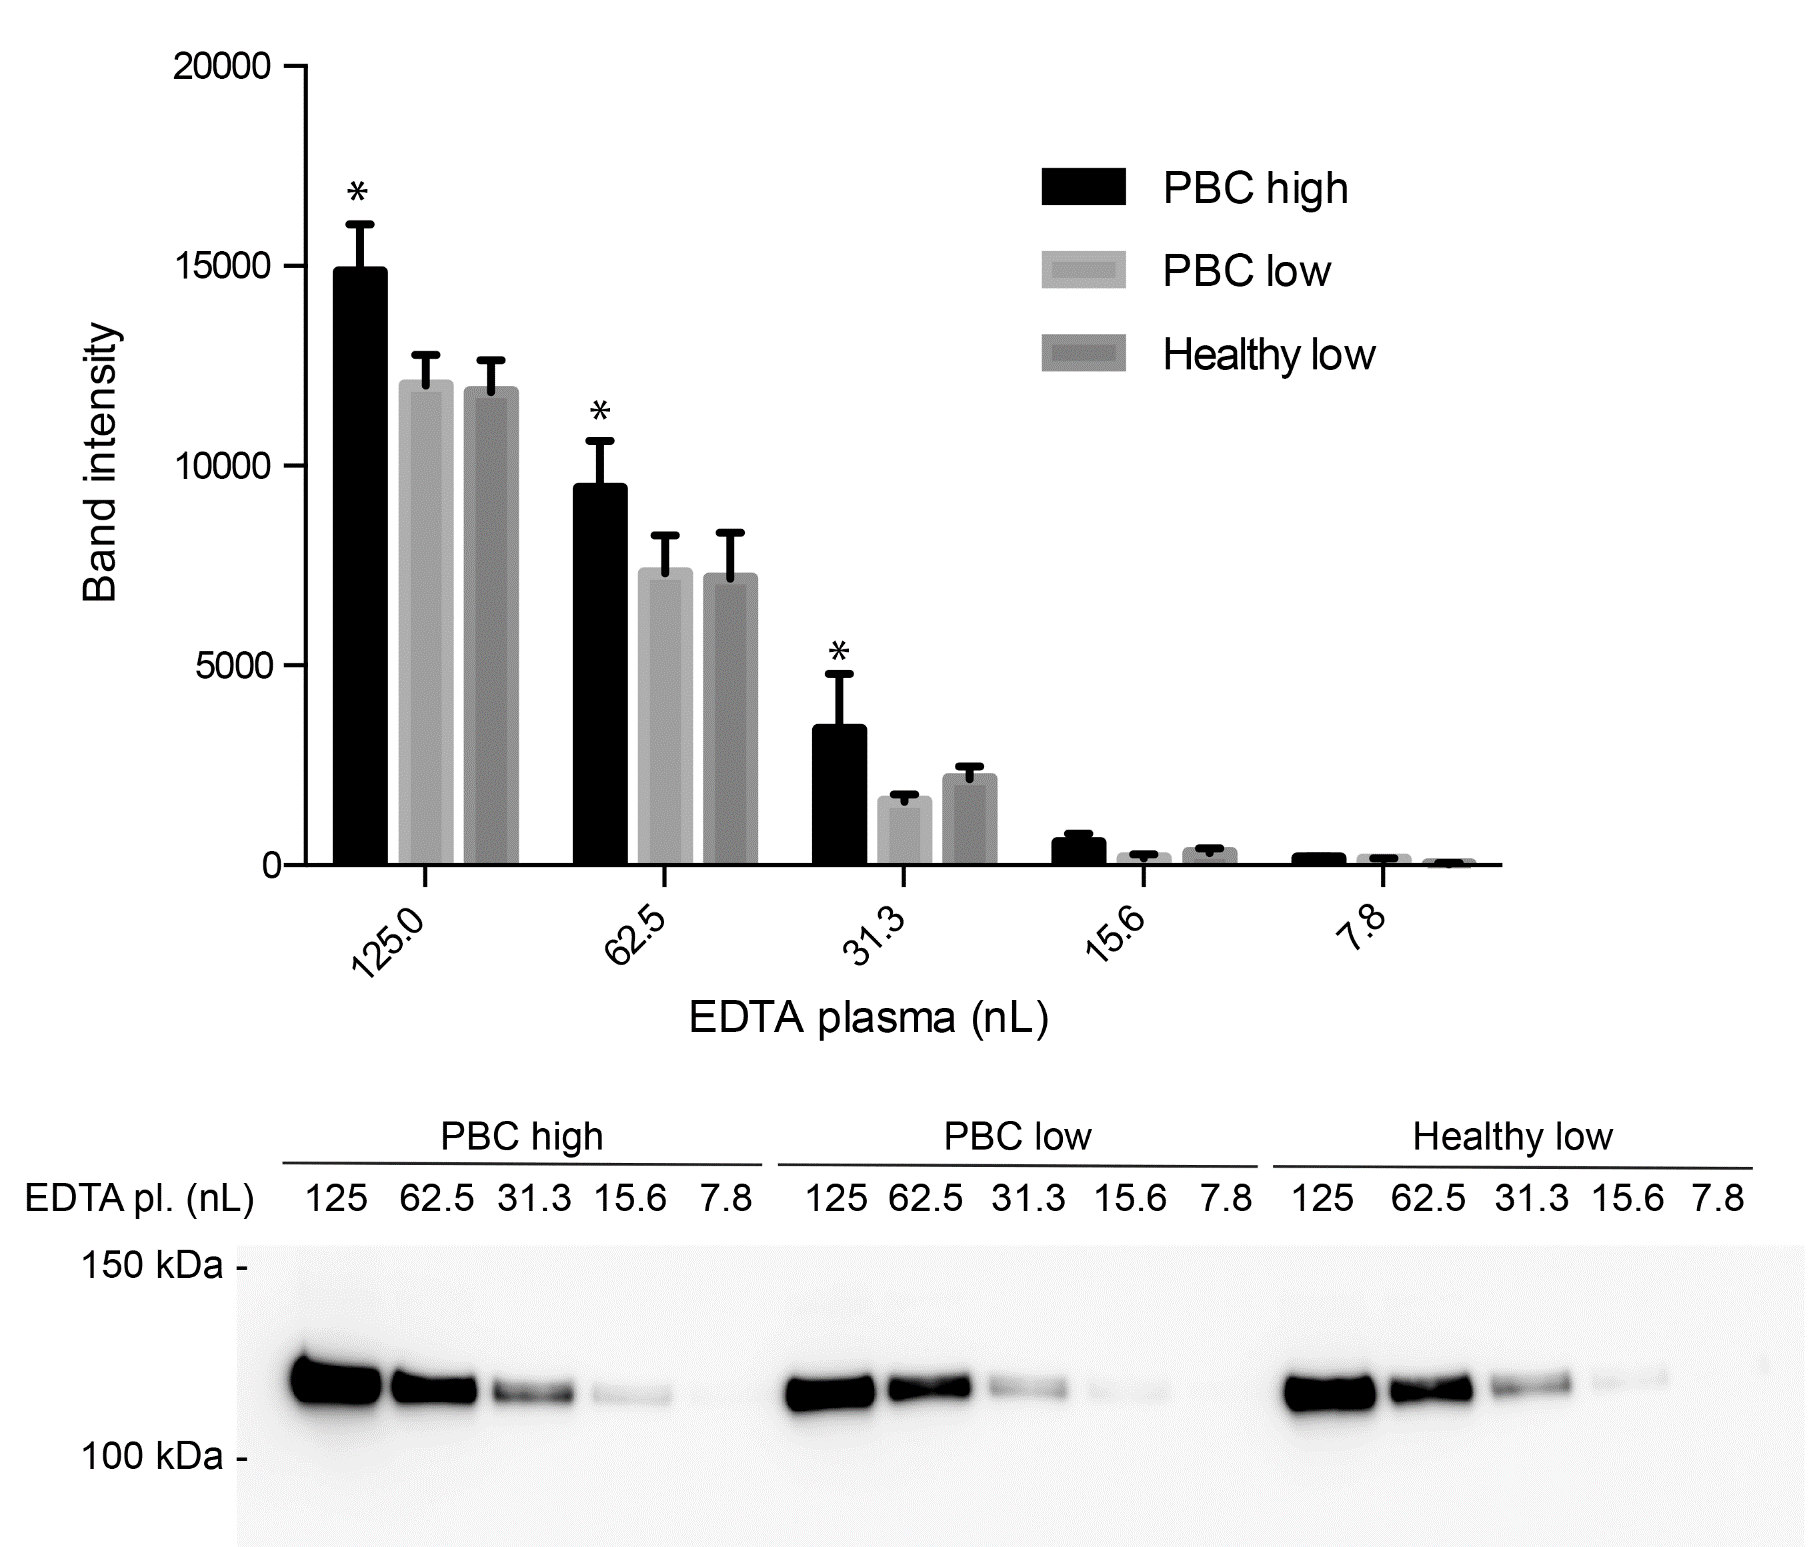 20000
*
PBC high
15000
PBC low
Healthy low
*
10000
Band intensity
*
5000
0
125.0 62.5 31.3 15.6 7.8
EDTA plasma (nL)
PBC high PBC low Healthy low
EDTA pl. (nL) 125 62.5 31.3 15.6 7.8 125 62.5 31.3 15.6 7.8 125 62.5 31.3 15.6 7.8
150 kDa -
100 kDa -